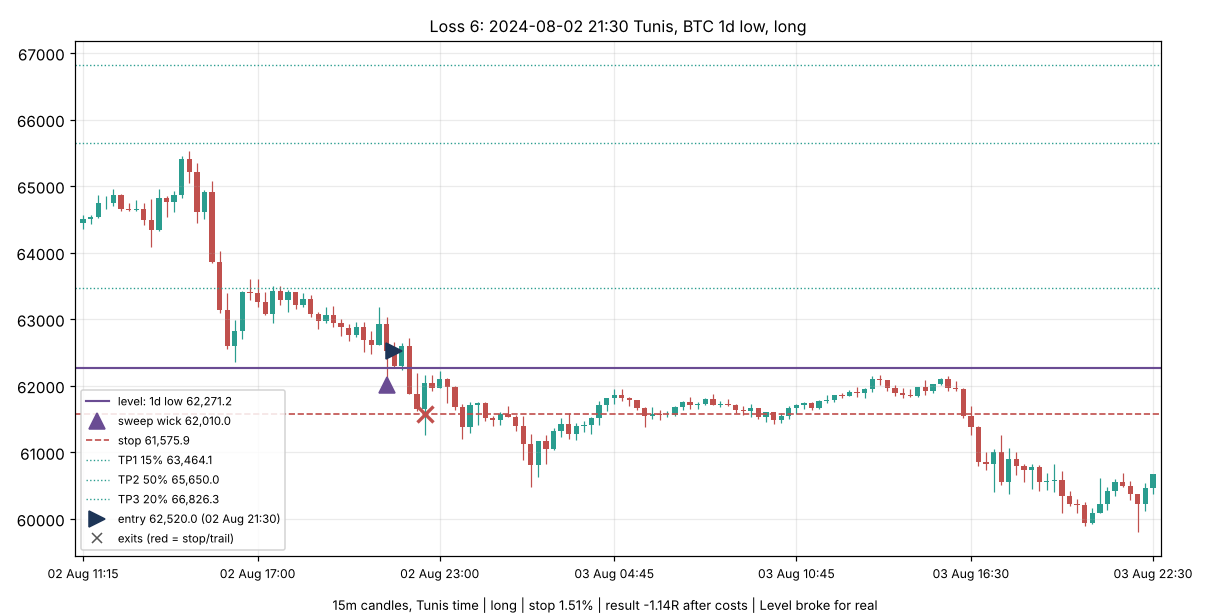 Loss 6: 2024-08-02 21:30 Tunis, BTC 1d low, long
67000
66000
65000
64000
63000
62000
61000
60000
level: 1d low 62,271.2
sweep wick 62,010.0
stop 61,575.9
TP1 15% 63,464.1
TP2 50% 65,650.0
TP3 20% 66,826.3
entry 62,520.0 (02 Aug 21:30)
exits (red = stop/trail)
02 Aug 11:15
02 Aug 17:00
02 Aug 23:00
03 Aug 04:45
03 Aug 10:45
03 Aug 16:30
03 Aug 22:30
15m candles, Tunis time | long | stop 1.51% | result -1.14R after costs | Level broke for real